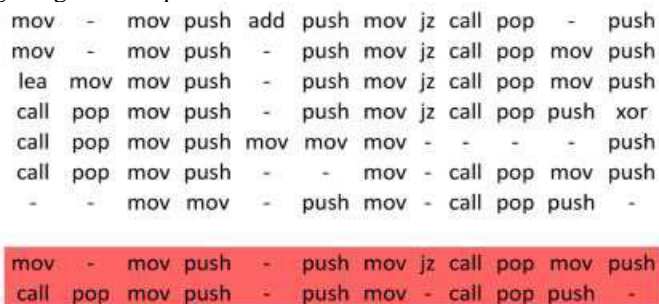 mov - mov push add push mov jz call pop - push
mov - mov push - push mov jz call pop mov push
lea mov mov push - push mov jz call pop mov push
call pop mov push - push mov jz call pop push xor
call pop mov push mov mov mov - - - - push
call pop mov push - - mov - call pop mov push
- - mov mov - push mov - call pop push -
mov - mov push - push mov jz call pop mov push
call pop mov push - push mov - call pop push -